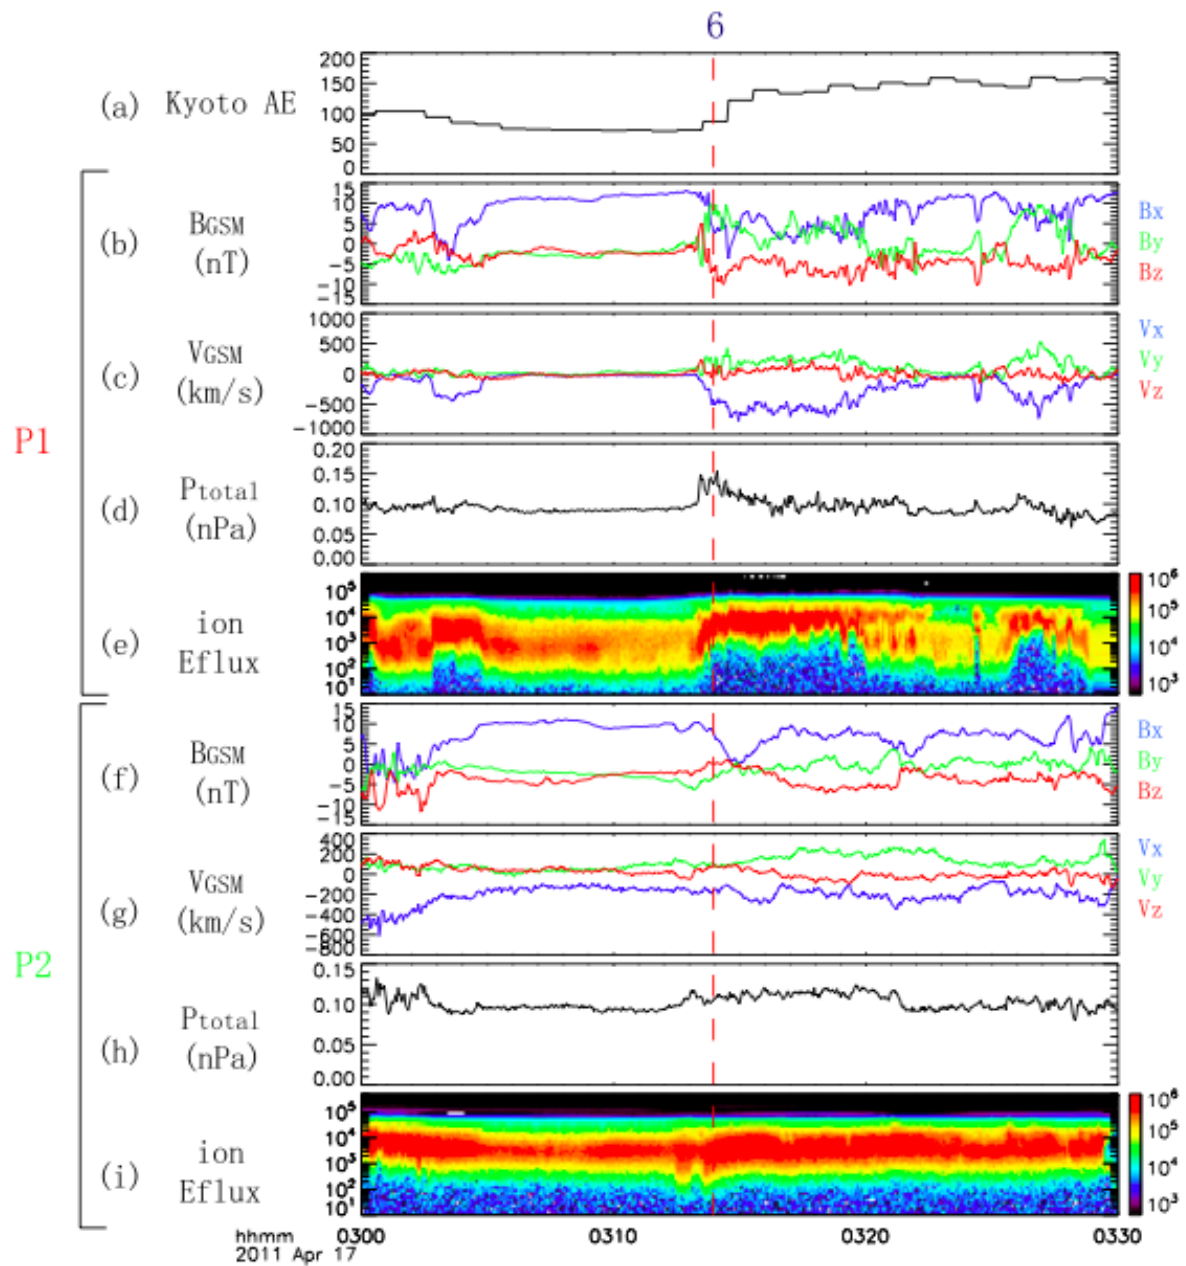 6
(a) Kyoto AE
200
150
100
50
0
P1
(b) BGSM (nT)
15
10
5
0
-5
-10
-15
Bx
By
Bz
(c) VGSM (km/s)
1000
500
0
-500
-1000
Vx
Vy
Vz
(d) Ptotal (nPa)
0.20
0.15
0.10
0.05
0.00
(e) ion Eflux
10⁵
10⁴
10³
10²
10¹
10⁶
10⁵
10⁴
10³
P2
(f) BGSM (nT)
15
10
5
0
-5
-10
-15
Bx
By
Bz
(g) VGSM (km/s)
400
200
0
-200
-400
-600
-800
Vx
Vy
Vz
(h) Ptotal (nPa)
0.15
0.10
0.05
0.00
(i) ion Eflux
10⁵
10⁴
10³
10²
10¹
10⁶
10⁵
10⁴
10³
hhmm 0300 0310 0320 0330
2011 Apr 17